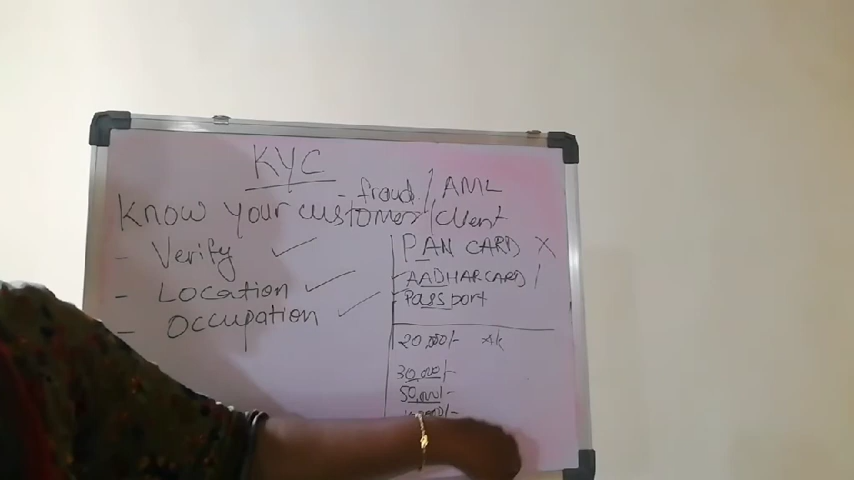 KYC
- fraud / AML
Know your customer / client
- Verify ✓
- Location ✓
- Occupation ✓
PAN CARD X
AADHAR CARD /
Passport
20,000/-
30,000/-
50,000/-